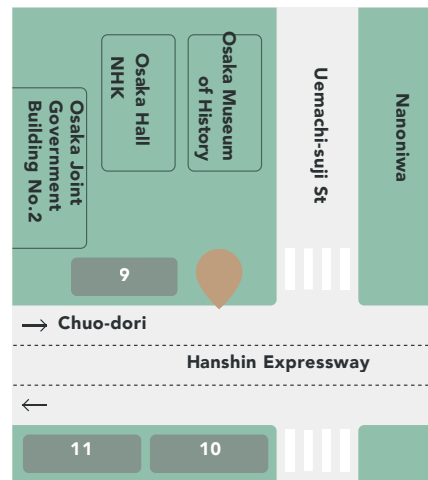 Osaka Joint
Government
Building No.2
Osaka Hall
NHK
Osaka Museum
of History
Uemachi-suji St
Nanoniwa
9
Chuo-dori
Hanshin Expressway
11
10